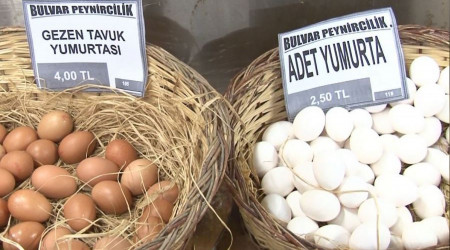 BULVAR PEYNİRCİLİK
GEZEN TAVUK
YUMURTASI
4,00 TL
BULVAR PEYNİRCİLİK
ADET YUMURTA
2,50 TL